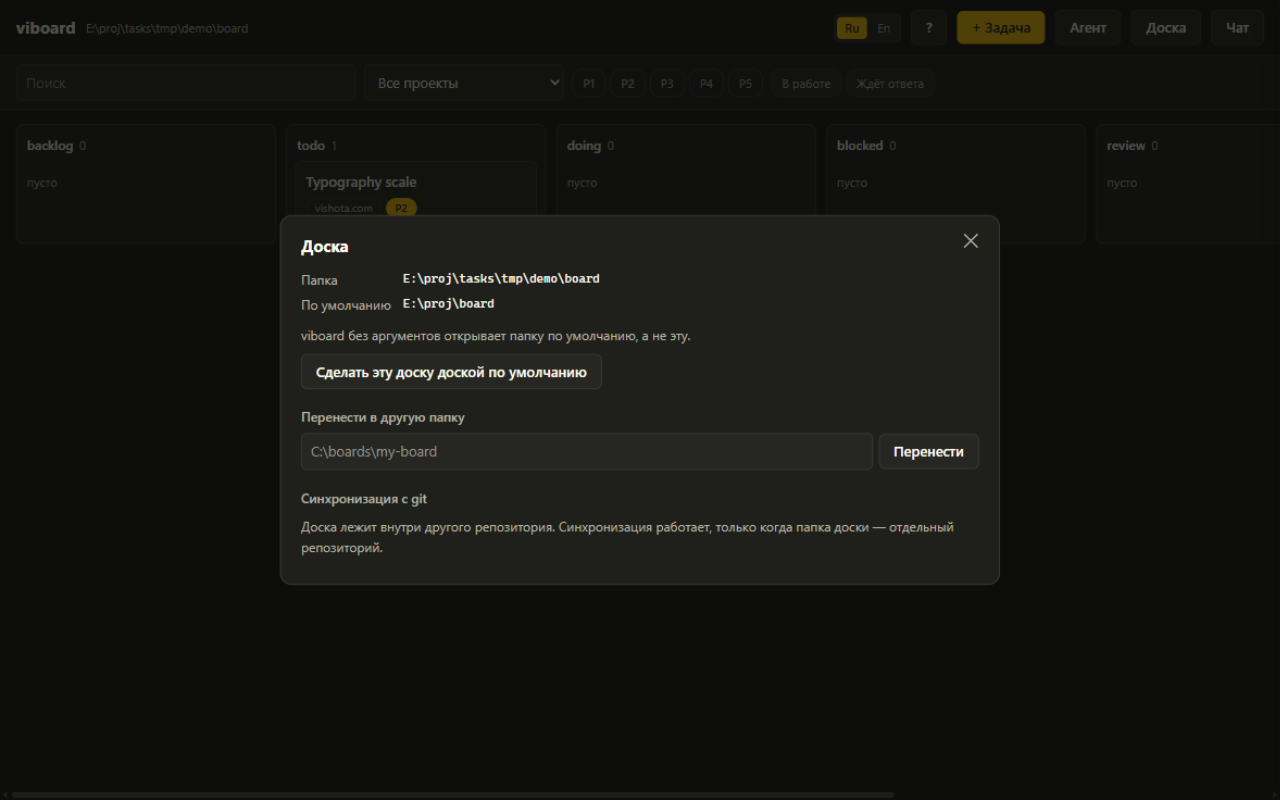 viboard E:\proj\tasks\tmp\demo\board Ru En ? + Задача Агент Доска Чат
Поиск Все проекты P1 P2 P3 P4 P5 В работе Ждёт ответа
backlog 0 todo 1 doing 0 blocked 0 review 0
пусто Typography scale пусто пусто пусто
vishota.com P2
Доска
Папка E:\proj\tasks\tmp\demo\board
По умолчанию E:\proj\board
viboard без аргументов открывает папку по умолчанию, а не эту.
Сделать эту доску доской по умолчанию
Перенести в другую папку
C:\boards\my-board Перенести
Синхронизация с git
Доска лежит внутри другого репозитория. Синхронизация работает, только когда папка доски — отдельный
репозиторий.